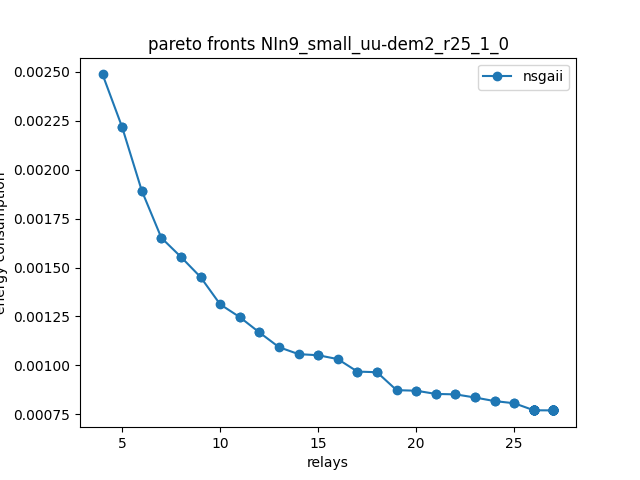 pareto fronts NIn9_small_uu-dem2_r25_1_0
nsgaii
0.00250
0.00225
0.00200
0.00175
0.00150
0.00125
0.00100
0.00075
energy consumption
5 10 15 20 25
relays